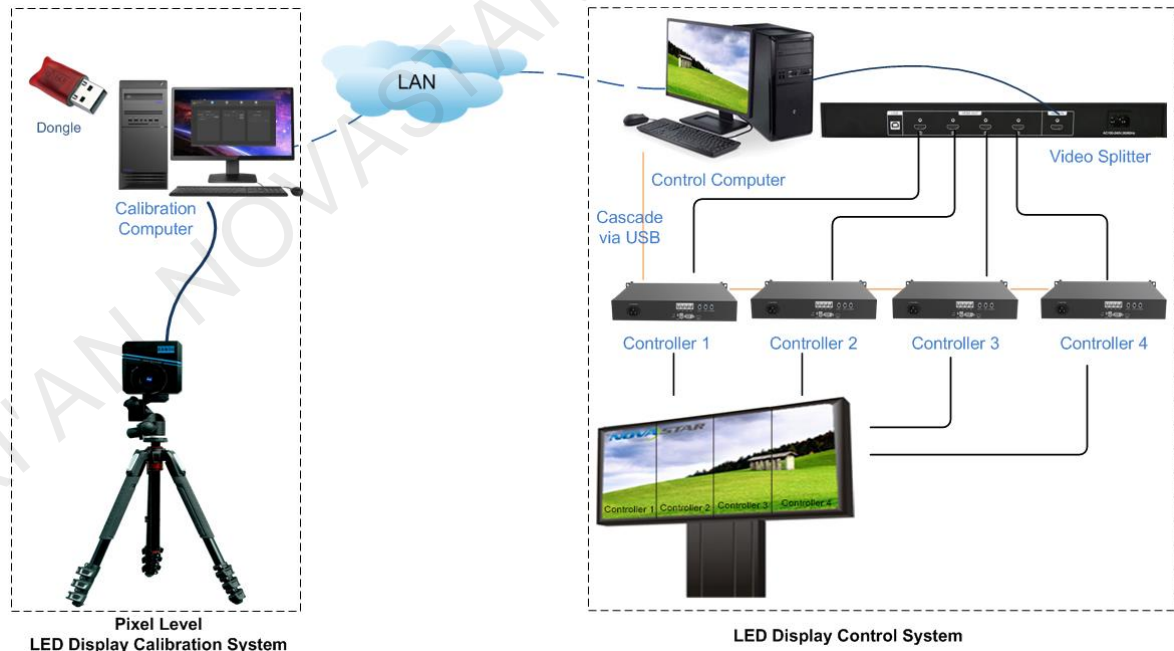 Dongle
Calibration
Computer
LAN
Control Computer
Video Splitter
Cascade
via USB
Controller 1
Controller 2
Controller 3
Controller 4
NOVASTAR
Controller 1
Controller 2
Controller 3
Controller 4
Pixel Level
LED Display Calibration System
LED Display Control System